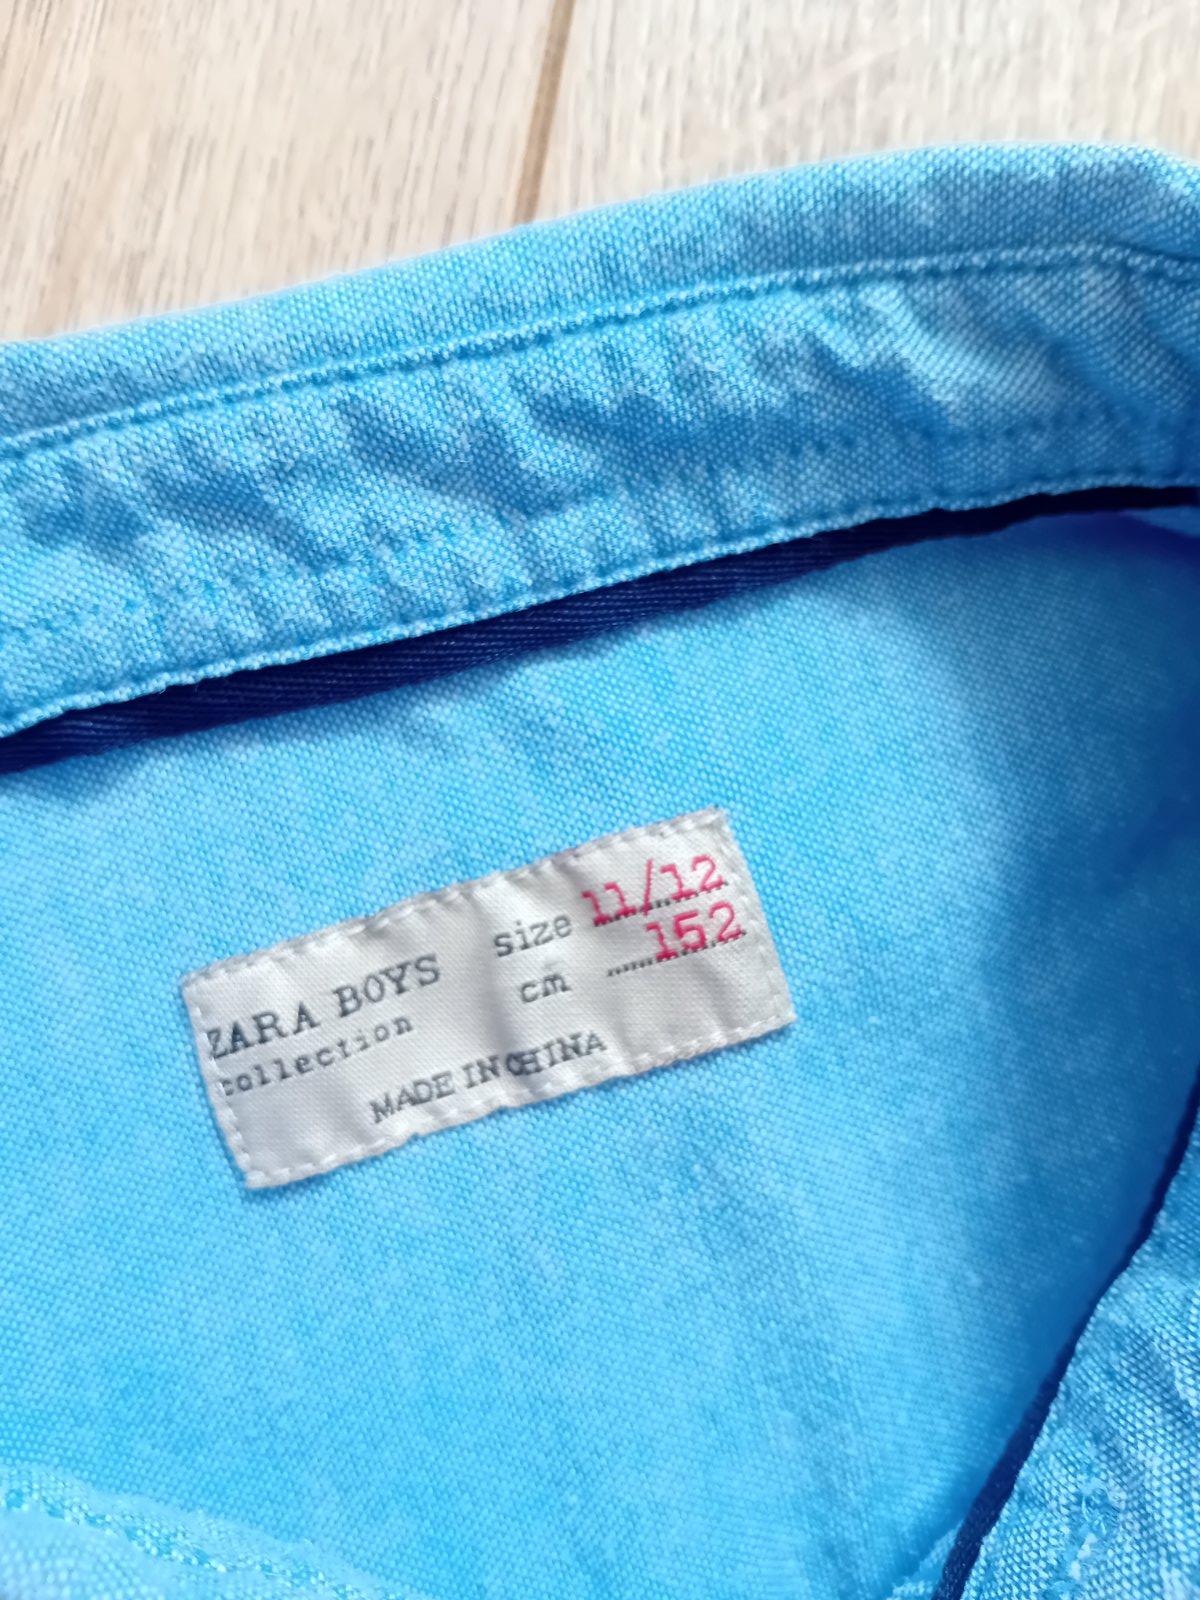 ZARA BOYS
collection
size 11/12
cm 152
MADE IN CHINA